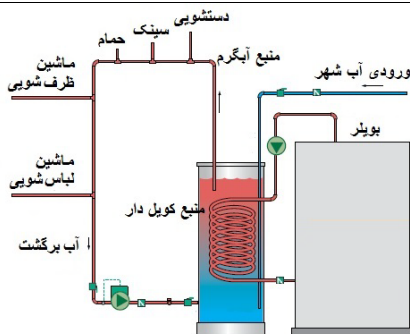 دستشویی
سینک
حمام
منبع آبگرم
ورودی آب شهر
ماشین
ظرف شویی
بویلر
ماشین
لباس شویی
منبع کویل دار
آب برگشت